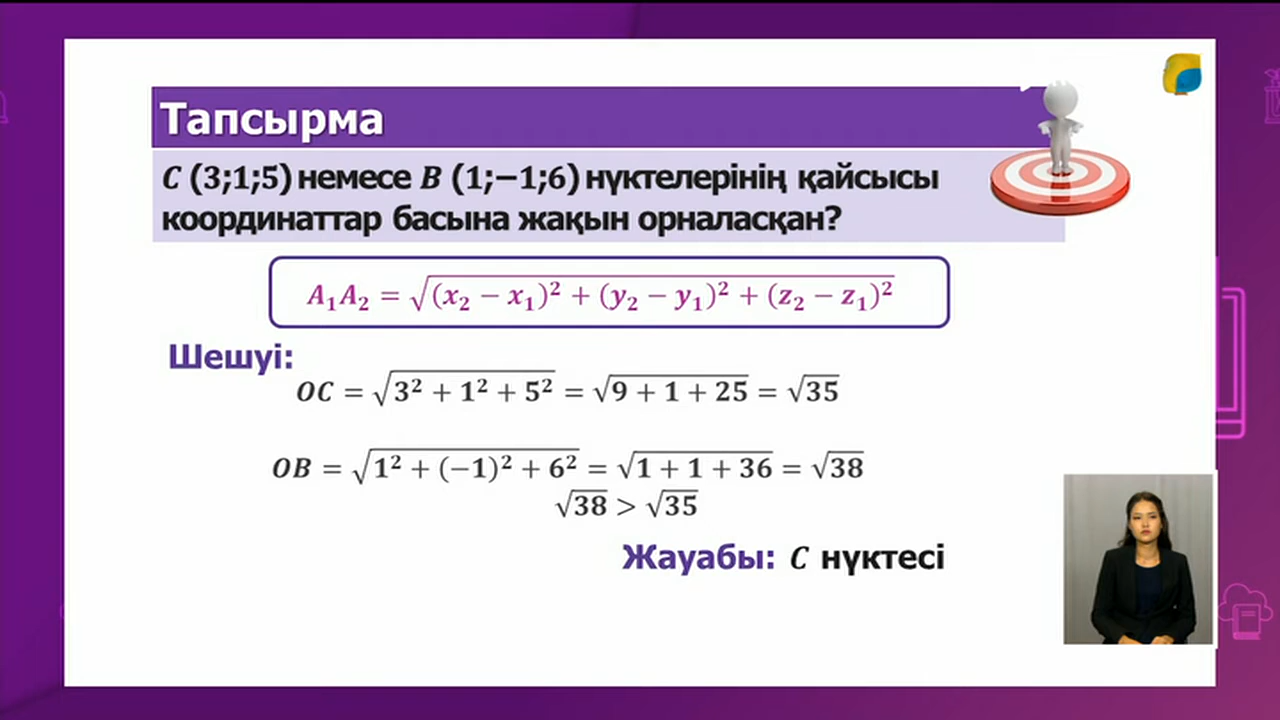 Тапсырма
C (3;1;5) немесе B (1;−1;6) нүктелерінің қайсысы
координаттар басына жақын орналасқан?
A₁A₂ = √((x₂ − x₁)² + (y₂ − y₁)² + (z₂ − z₁)²)
Шешуі:
OC = √(3² + 1² + 5²) = √(9 + 1 + 25) = √35
OB = √(1² + (−1)² + 6²) = √(1 + 1 + 36) = √38
√38 > √35
Жауабы: C нүктесі